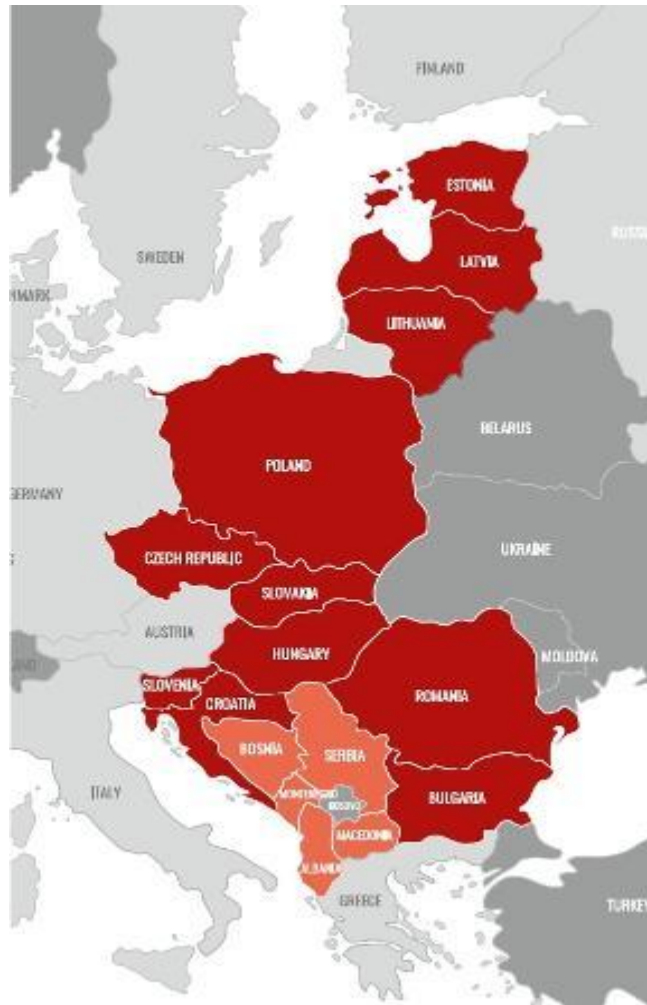 FINLAND
ESTONIA
RUSS
SWEDEN
LATVIA
NMARK
LITHUANIA
BELARUS
POLAND
GERMANY
UKRAINE
CZECH REPUBLIC
SLOVAKIA
AUSTRIA
HUNGARY
MOLDOVA
SLOVENIA
ROMANIA
CROATIA
BOSNIA
SERBIA
ITALY
MONTENEGRO
BULGARIA
KOSOVO
MACEDONIA
ALBANIA
GREECE
TURKEY